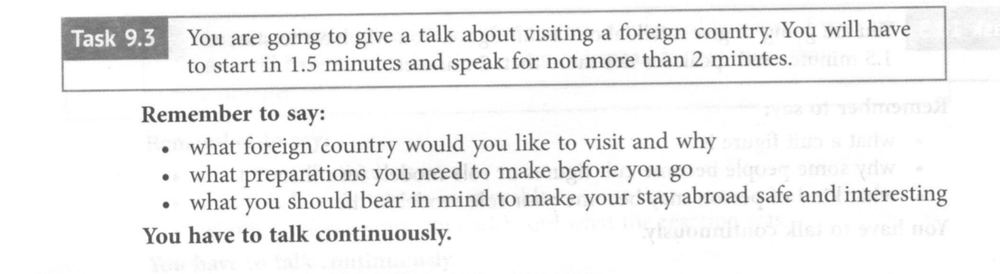 Task 9.3
You are going to give a talk about visiting a foreign country. You will have
to start in 1.5 minutes and speak for not more than 2 minutes.
Remember to say:
• what foreign country would you like to visit and why
• what preparations you need to make before you go
• what you should bear in mind to make your stay abroad safe and interesting
You have to talk continuously.